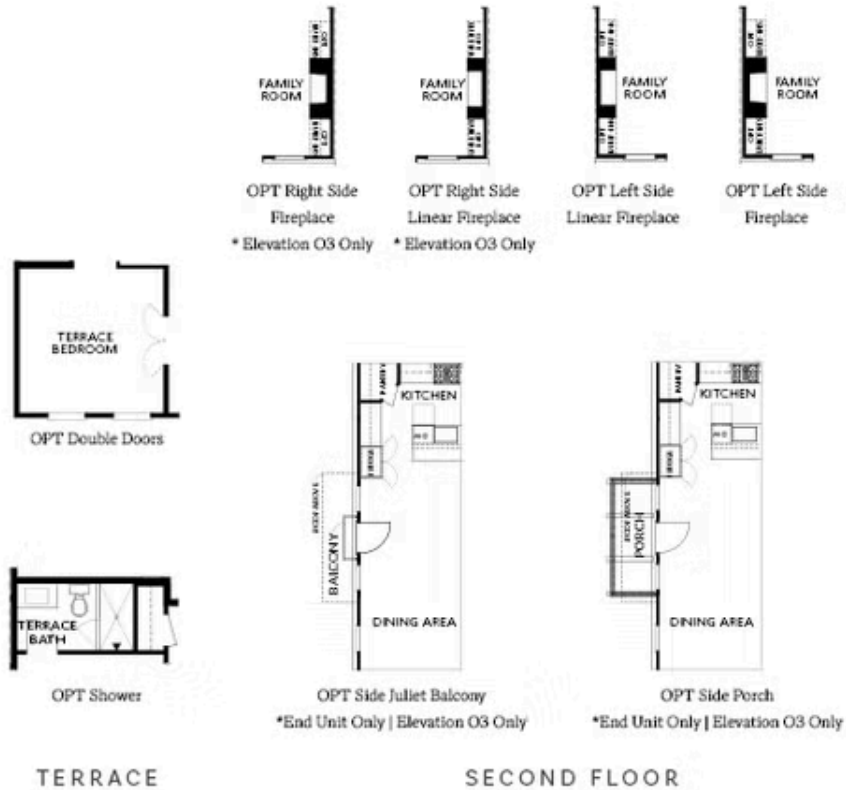 FAMILY
ROOM
OPT Right Side
Fireplace
* Elevation O3 Only
FAMILY
ROOM
OPT Right Side
Linear Fireplace
* Elevation O3 Only
FAMILY
ROOM
OPT Left Side
Linear Fireplace
FAMILY
ROOM
OPT Left Side
Fireplace
TERRACE
BEDROOM
OPT Double Doors
TERRACE
BATH
OPT Shower
PANTRY
KITCHEN
BALCONY
DINING AREA
OPT Side Juliet Balcony
*End Unit Only | Elevation O3 Only
PANTRY
KITCHEN
PORCH
DINING AREA
OPT Side Porch
*End Unit Only | Elevation O3 Only
TERRACE
SECOND FLOOR